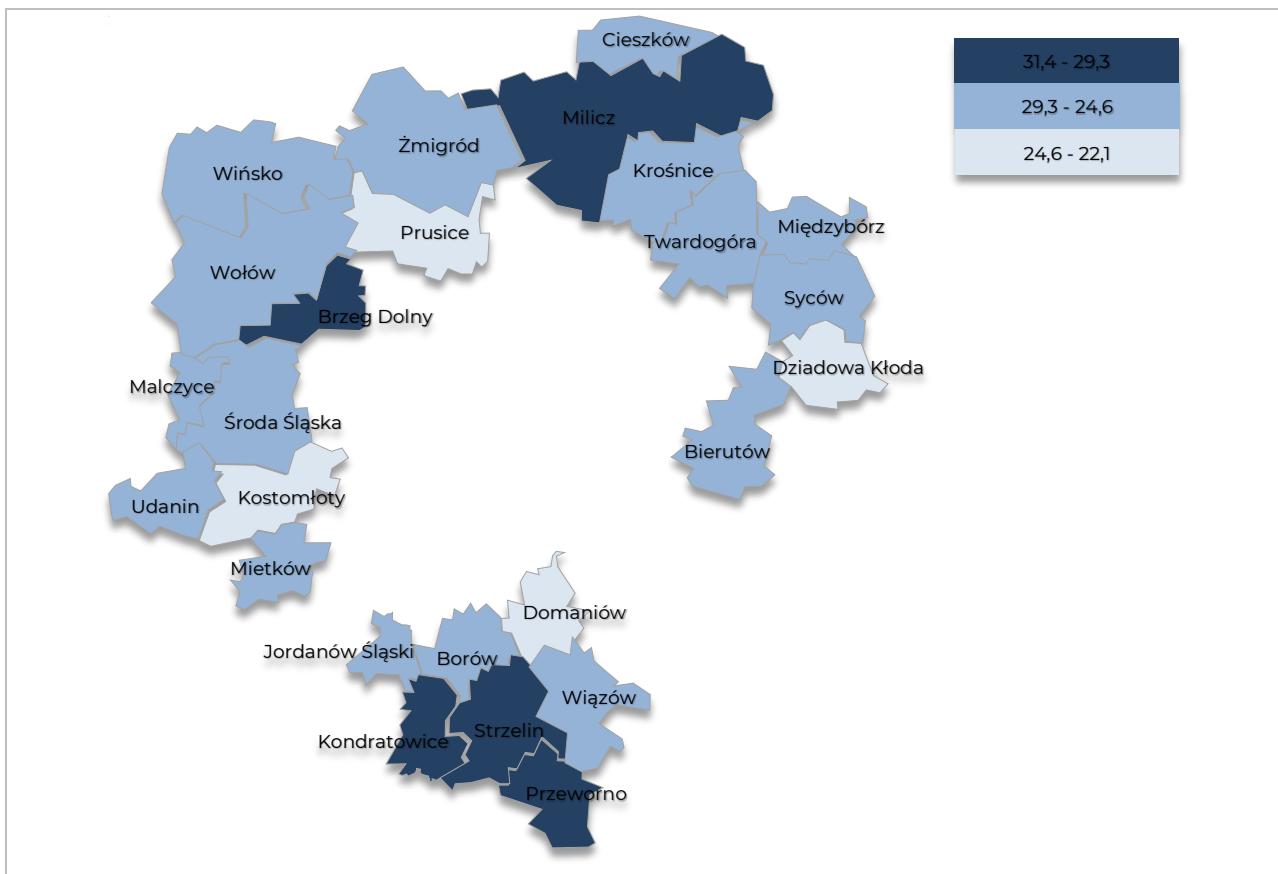 Cieszków
31,4 - 29,3
29,3 - 24,6
24,6 - 22,1
Milicz
Żmigród
Krośnice
Wińsko
Międzybórz
Prusice
Twardogóra
Wołów
Syców
Brzeg Dolny
Dziadowa Kłoda
Malczyce
Środa Śląska
Bierutów
Kostomłoty
Udanin
Mietków
Domaniów
Jordanów Śląski
Borów
Wiązów
Strzelin
Kondratowice
Przeworno